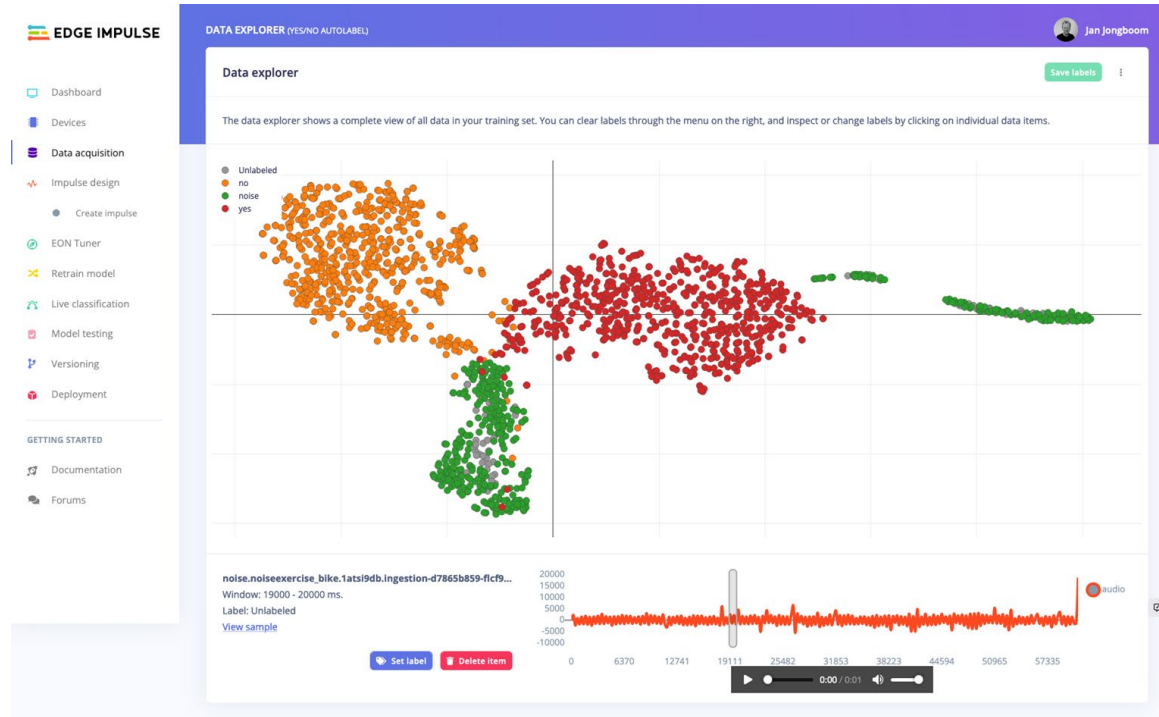 EDGE IMPULSE
DATA EXPLORER (YES/NO AUTOLABEL)
Jan Jongboom
Dashboard
Devices
Data acquisition
Impulse design
Create impulse
EON Tuner
Retrain model
Live classification
Model testing
Versioning
Deployment
GETTING STARTED
Documentation
Forums
Data explorer
Save labels
The data explorer shows a complete view of all data in your training set. You can clear labels through the menu on the right, and inspect or change labels by clicking on individual data items.
Unlabeled
no
noise
yes
noise.noiseexercise_bike.1atsi9db.ingestion-d7865b859-flcf9...
Window: 19000 - 20000 ms.
Label: Unlabeled
View sample
Set label
Delete item
20000
15000
10000
5000
0
-5000
-10000
0 6370 12741 19111 25482 31853 38223 44594 50965 57335
audio
0:00 / 0:01